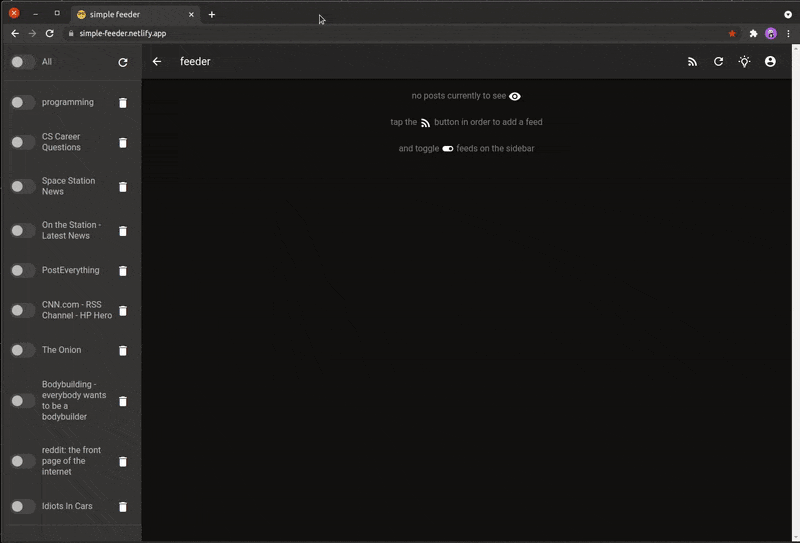 simple feeder
simple-feeder.netlify.app
All
feeder
programming
CS Career
Questions
Space Station
News
On the Station -
Latest News
PostEverything
CNN.com - RSS
Channel - HP Hero
The Onion
Bodybuilding -
everybody wants
to be a
bodybuilder
reddit: the front
page of the
internet
Idiots In Cars
no posts currently to see
tap the button in order to add a feed
and toggle feeds on the sidebar